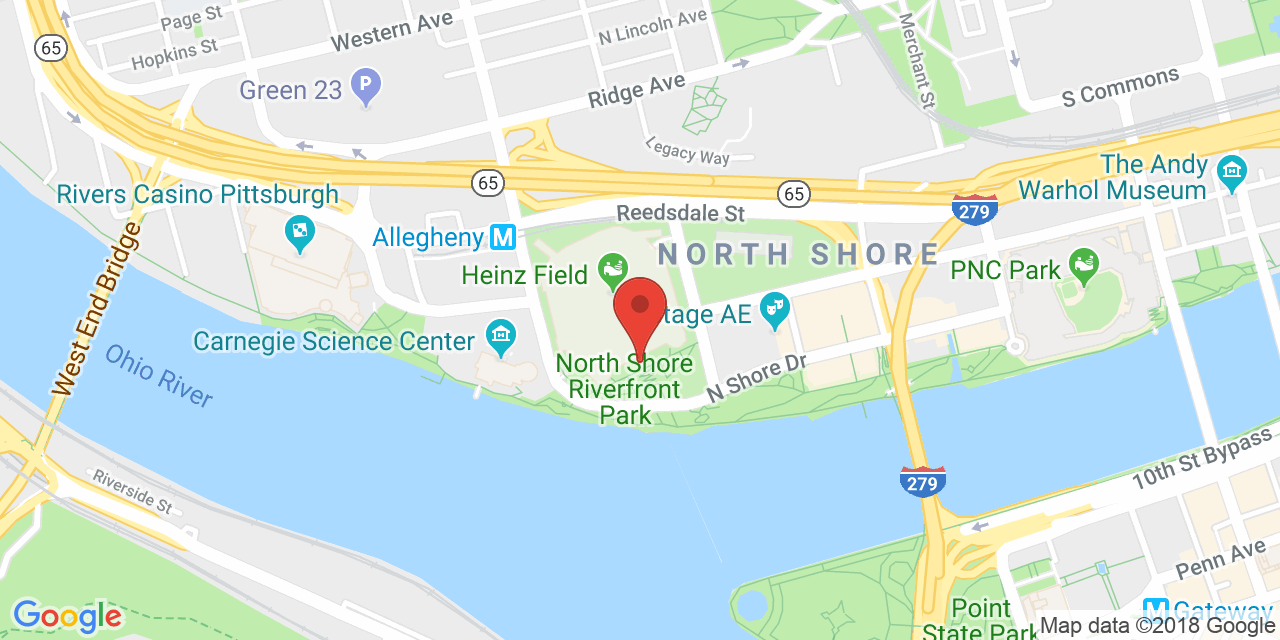 Page St
Hopkins St
Western Ave
N Lincoln Ave
65
Green 23
P
Ridge Ave
Merchant St
S Commons
Legacy Way
The Andy
Warhol Museum
65
65
279
Rivers Casino Pittsburgh
Reedsdale St
Allegheny M
NORTH SHORE
Heinz Field
PNC Park
West End Bridge
tage AE
Carnegie Science Center
Ohio River
North Shore
Riverfront
Park
N Shore Dr
279
10th St Bypass
Riverside St
Penn Ave
Google
Point
State Park
M Gateway
Map data ©2018 Google